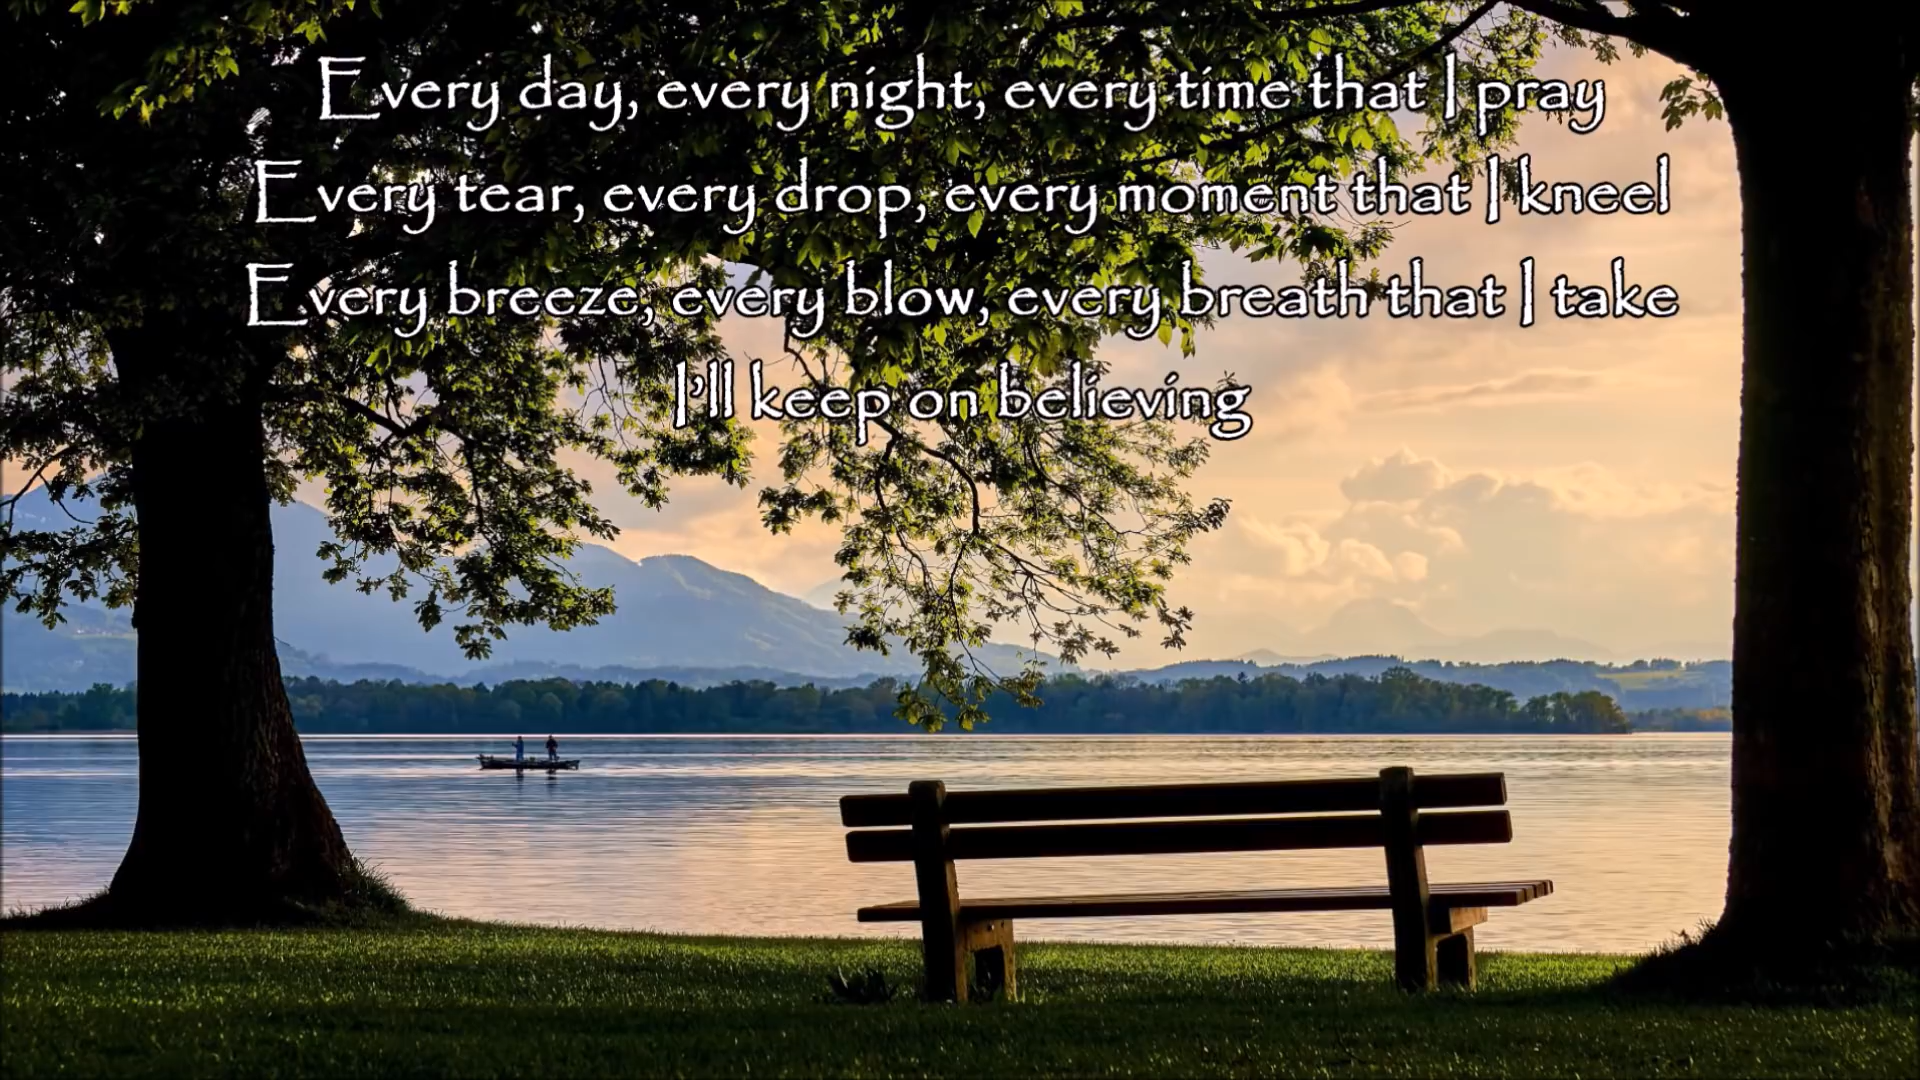 Every day, every night, every time that I pray
Every tear, every drop, every moment that I kneel
Every breeze, every blow, every breath that I take
I'll keep on believing